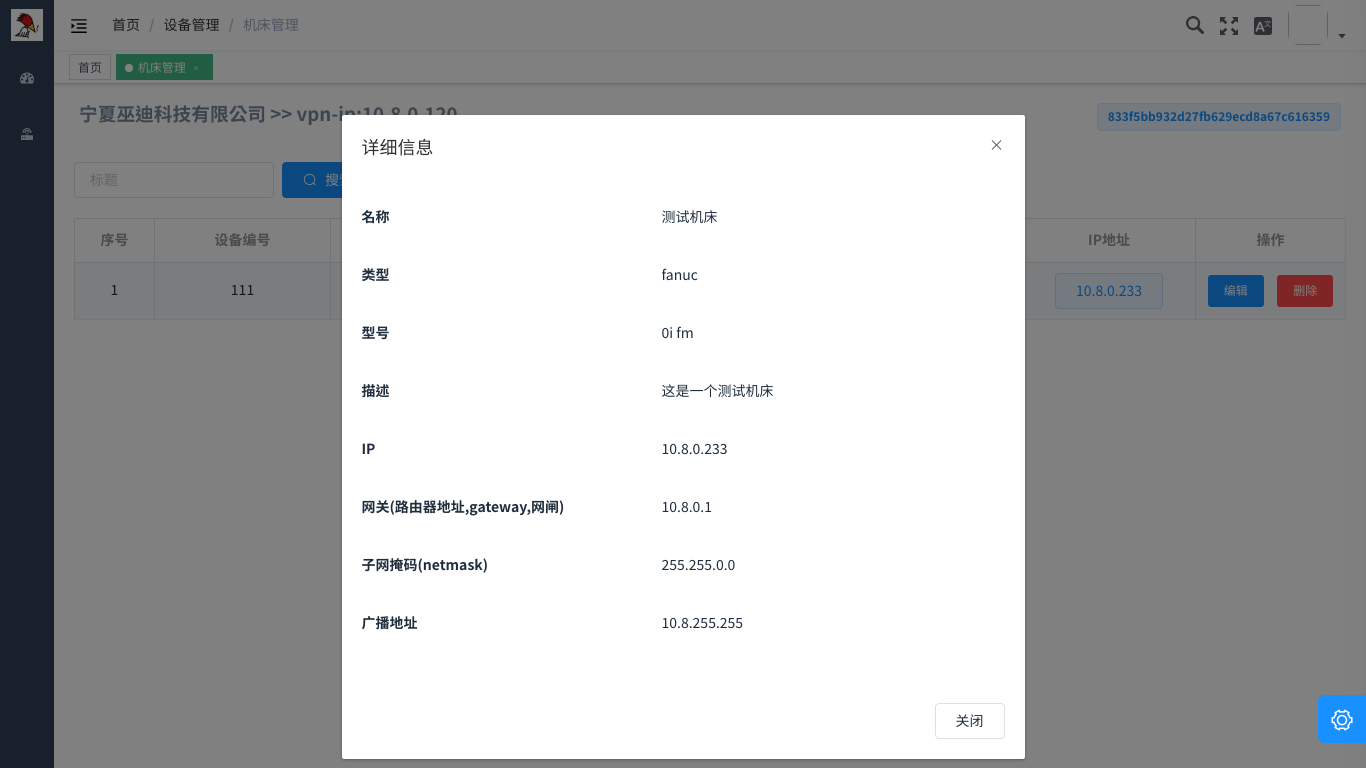 首页 / 设备管理 / 机床管理
首页
机床管理 ×
宁夏巫迪科技有限公司 >> vpn-ip:10.8.0.120
833f5bb932d27fb629ecd8a67c616359
标题
序号 设备编号 IP地址 操作
1 111 10.8.0.233 编辑 删除
详细信息
名称 测试机床
类型 fanuc
型号 0i fm
描述 这是一个测试机床
IP 10.8.0.233
网关(路由器地址,gateway,网闸) 10.8.0.1
子网掩码(netmask) 255.255.0.0
广播地址 10.8.255.255
关闭